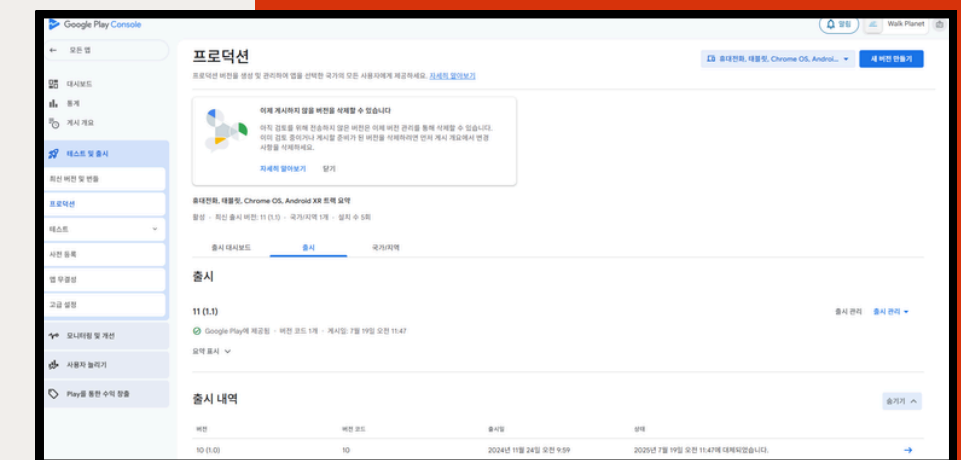 Google Play Console
알림
Walk Planet
모든 앱
대시보드
통계
게시 개요
테스트 및 출시
최신 버전 및 번들
프로덕션
테스트
사전 등록
앱 무결성
고급 설정
모니터링 및 개선
사용자 늘리기
Play를 통한 수익 창출
프로덕션
휴대전화, 태블릿, Chrome OS, Androi...
새 버전 만들기
프로덕션 버전을 생성 및 관리하여 앱을 선택한 국가의 모든 사용자에게 제공하세요. 자세히 알아보기
이제 게시하지 않을 버전을 삭제할 수 있습니다
아직 검토를 위해 전송하지 않은 버전은 이제 버전 관리를 통해 삭제할 수 있습니다.
이미 검토 중이거나 게시할 준비가 된 버전을 삭제하려면 먼저 게시 개요에서 변경
사항을 삭제하세요.
자세히 알아보기 닫기
휴대전화, 태블릿, Chrome OS, Android XR 트랙 요약
활성 · 최신 출시 버전: 11 (1.1) · 국가/지역 1개 · 설치 수 5회
출시 대시보드 출시 국가/지역
출시
11 (1.1)
출시 관리 출시 관리
Google Play에 제공됨 · 버전 코드 1개 · 게시일: 7월 19일 오전 11:47
요약 표시
출시 내역
숨기기
버전 버전 코드 출시일 상태
10 (1.0) 10 2024년 11월 24일 오전 9:59 2025년 7월 19일 오전 11:47에 대체되었습니다.